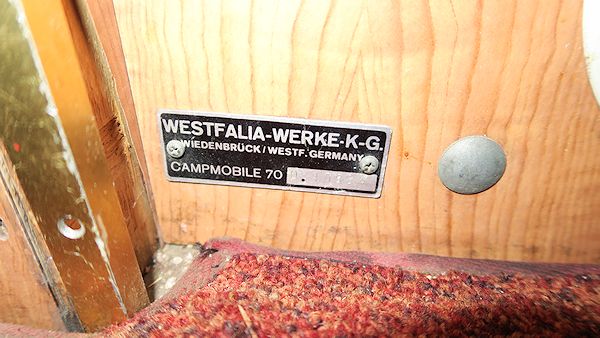 WESTFALIA-WERKE-K-G.
WIEDENBRÜCK/WESTF. GERMANY
CAMPMOBILE 70